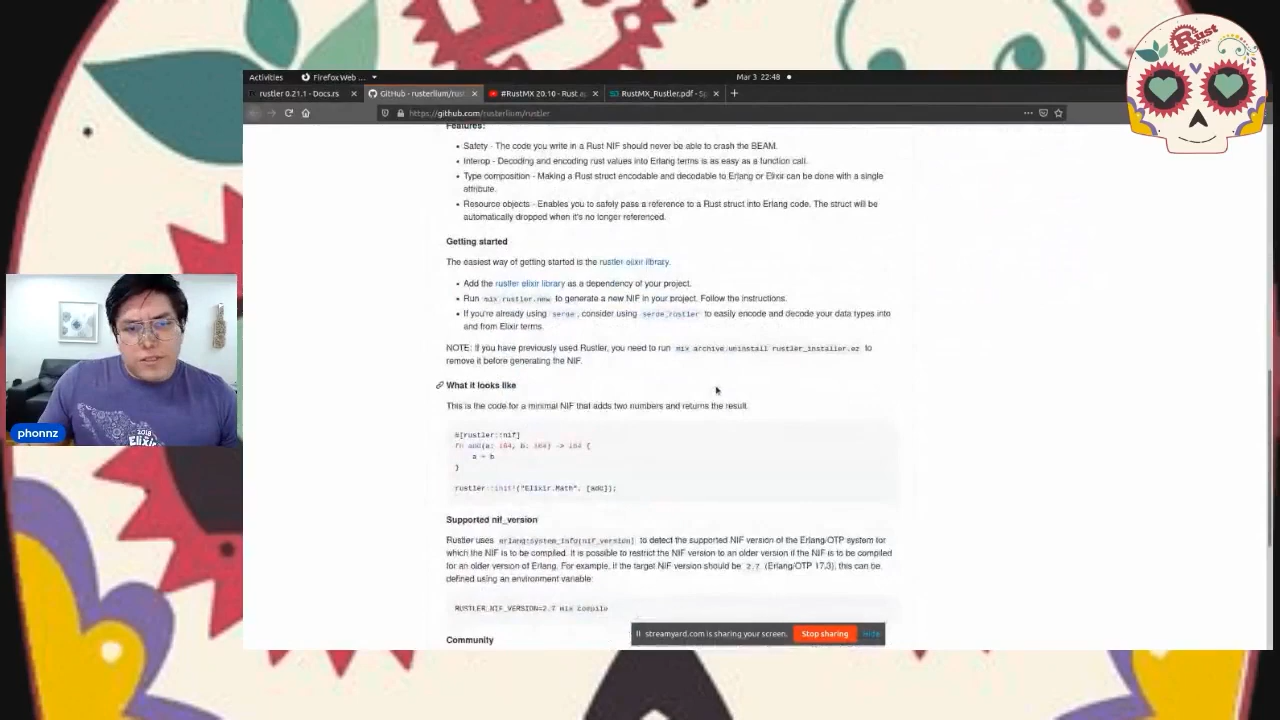 Rust
MX
Activities
Firefox Web ...
Mar 3 22:48
rustler 0.21.1 - Docs.rs
GitHub - rusterlium/rus
#RustMX 20.10 - Rust a
RustMX_Rustler.pdf - Sp
https://github.com/rusterlium/rustler
Features:
Safety - The code you write in a Rust NIF should never be able to crash the BEAM.
Interop - Decoding and encoding rust values into Erlang terms is as easy as a function call.
Type composition - Making a Rust struct encodable and decodable to Erlang or Elixir can be done with a single
attribute.
Resource objects - Enables you to safely pass a reference to a Rust struct into Erlang code. The struct will be
automatically dropped when it's no longer referenced.
Getting started
The easiest way of getting started is the rustler elixir library.
Add the rustler elixir library as a dependency of your project.
Run mix rustler.new to generate a new NIF in your project. Follow the instructions.
If you're already using serde, consider using serde_rustler to easily encode and decode your data types into
and from Elixir terms.
NOTE: If you have previously used Rustler, you need to run mix archive.uninstall rustler_installer.ez to
remove it before generating the NIF.
What it looks like
This is the code for a minimal NIF that adds two numbers and returns the result.
#[rustler::nif]
fn add(a: i64, b: i64) -> i64 {
a + b
}
rustler::init!("Elixir.Math", [add]);
Supported nif_version
Rustler uses erlang:system_info(nif_version) to detect the supported NIF version of the Erlang/OTP system for
which the NIF is to be compiled. It is possible to restrict the NIF version to an older version if the NIF is to be compiled
for an older version of Erlang. For example, if the target NIF version should be 2.7 (Erlang/OTP 17.3), this can be
defined using an environment variable:
RUSTLER_NIF_VERSION=2.7 mix compile
streamyard.com is sharing your screen.
Stop sharing
Hide
Community
2018
ELIXIR
phonnz